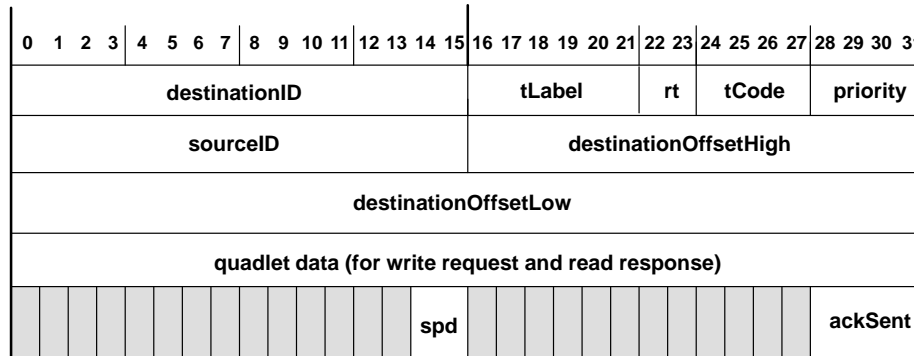 0 1 2 3 4 5 6 7 8 9 10 11 12 13 14 15 16 17 18 19 20 21 22 23 24 25 26 27 28 29 30
destinationID tLabel rt tCode priority
sourceID destinationOffsetHigh
destinationOffsetLow
quadlet data (for write request and read response)
spd ackSent